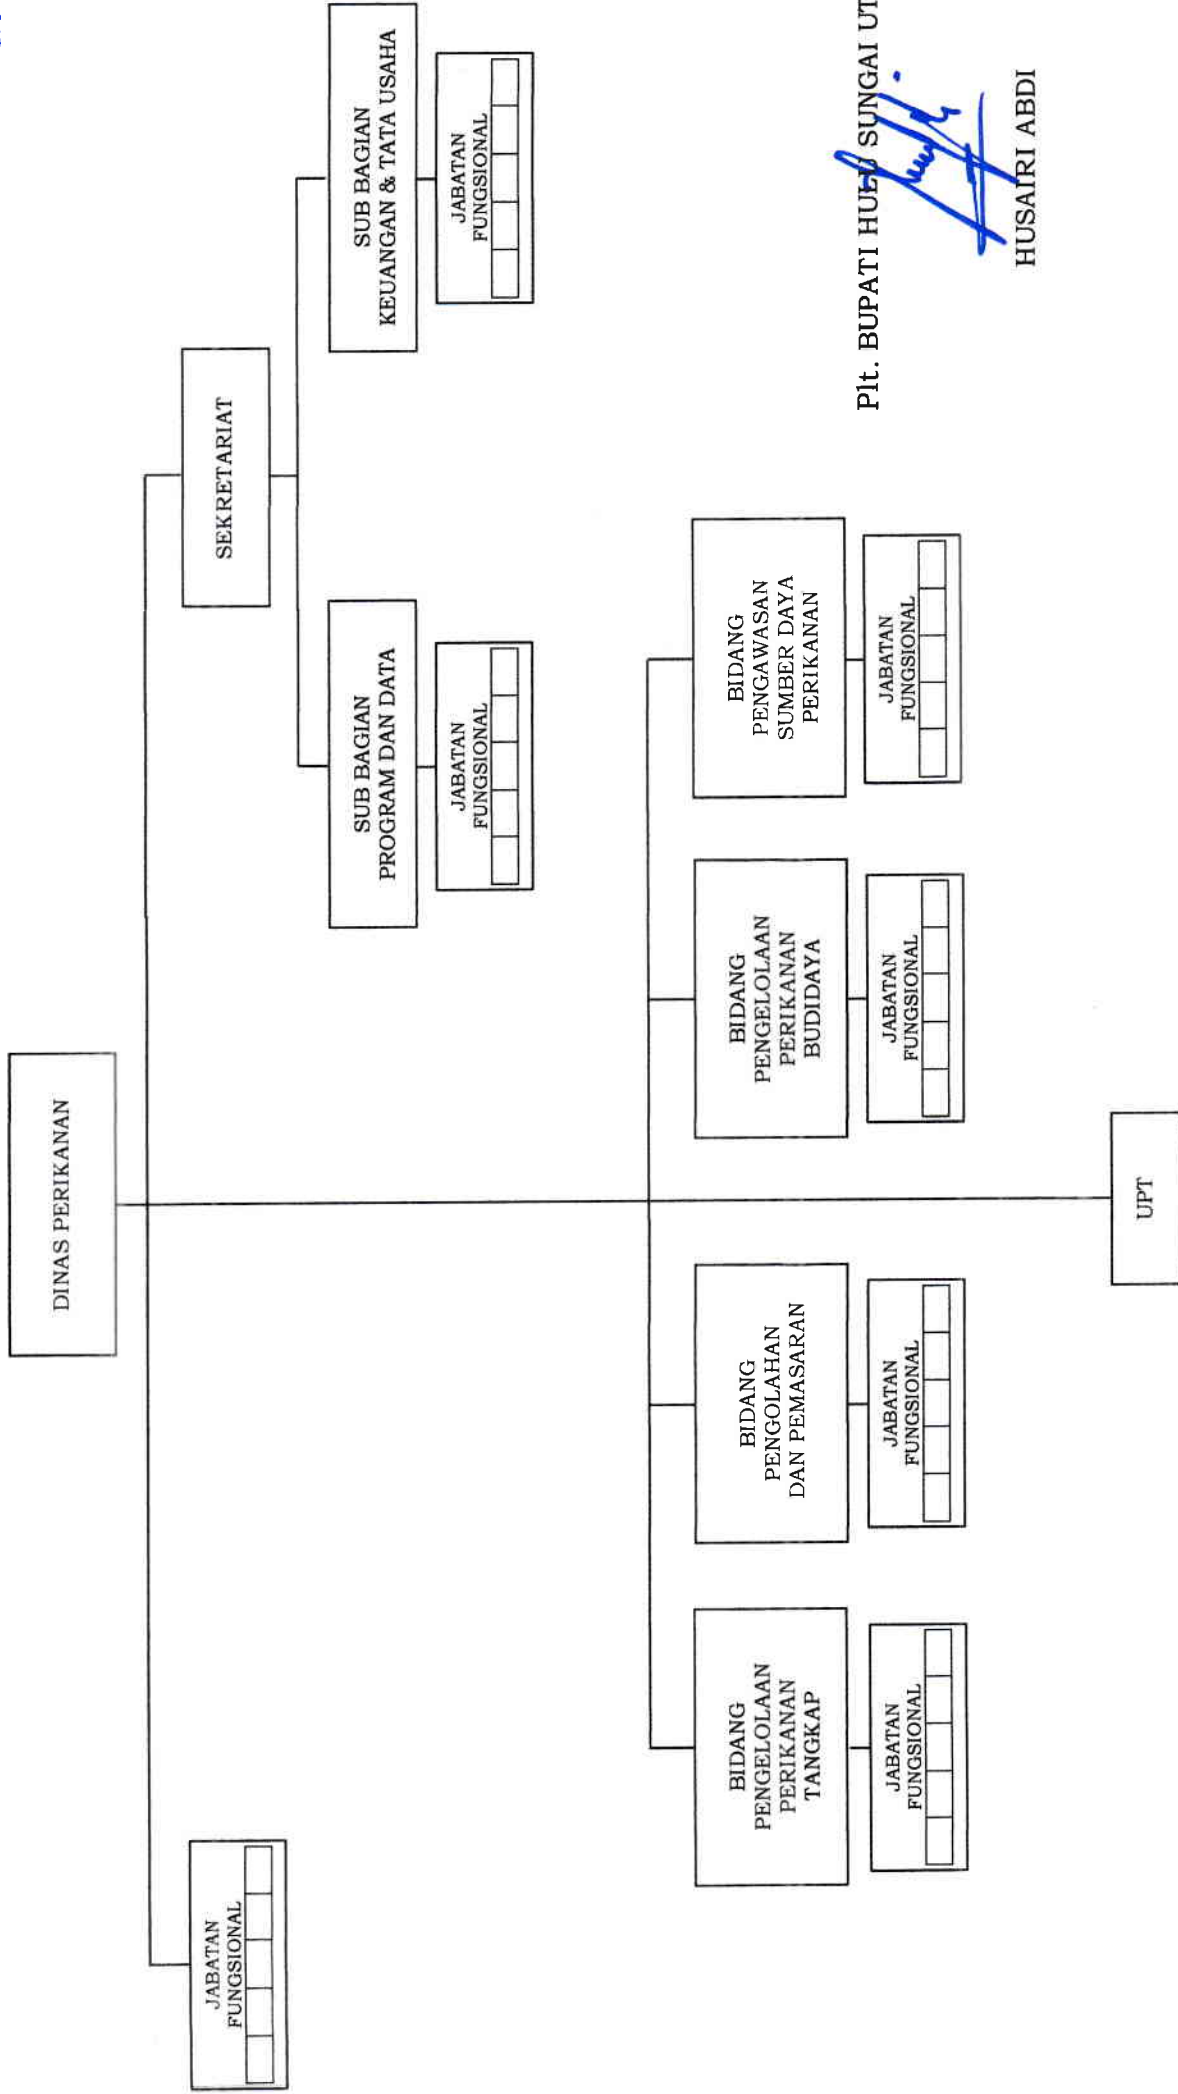 DINAS PERIKANAN
JABATAN
FUNGSIONAL
SEKRETARIAT
SUB BAGIAN
PROGRAM DAN DATA
JABATAN
FUNGSIONAL
SUB BAGIAN
KEUANGAN & TATA USAHA
JABATAN
FUNGSIONAL
BIDANG
PENGELOLAAN
PERIKANAN
TANGKAP
JABATAN
FUNGSIONAL
BIDANG
PENGOLAHAN
DAN PEMASARAN
JABATAN
FUNGSIONAL
BIDANG
PENGELOLAAN
PERIKANAN
BUDIDAYA
JABATAN
FUNGSIONAL
BIDANG
PENGAWASAN
SUMBER DAYA
PERIKANAN
JABATAN
FUNGSIONAL
UPT
Plt. BUPATI HULU SUNGAI UT
HUSAIRI ABDI